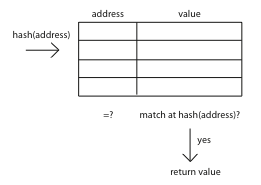 address value
hash(address)
=? match at hash(address)?
yes
return value